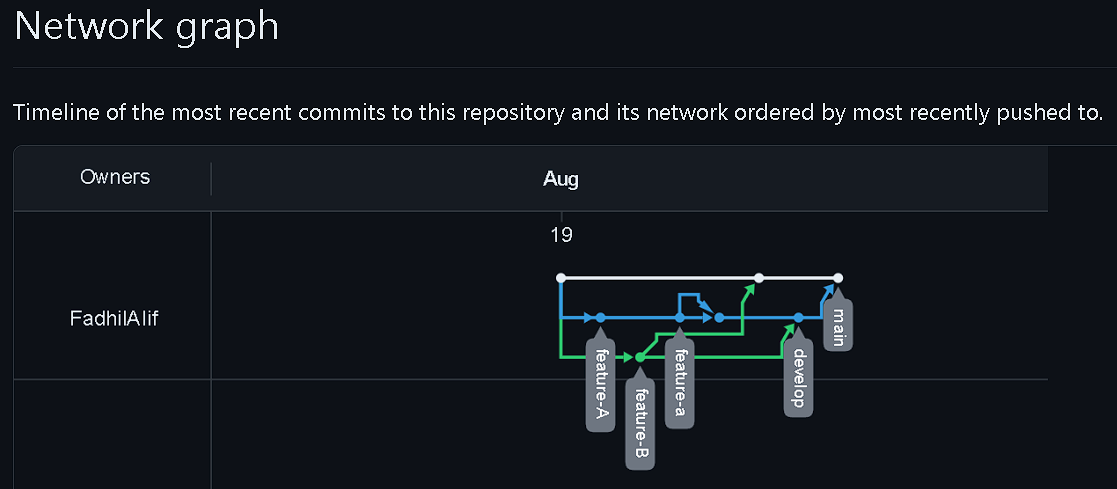 Network graph
Timeline of the most recent commits to this repository and its network ordered by most recently pushed to.
Owners
Aug
19
FadhilAlif
main
feature-A
feature-a
develop
feature-B